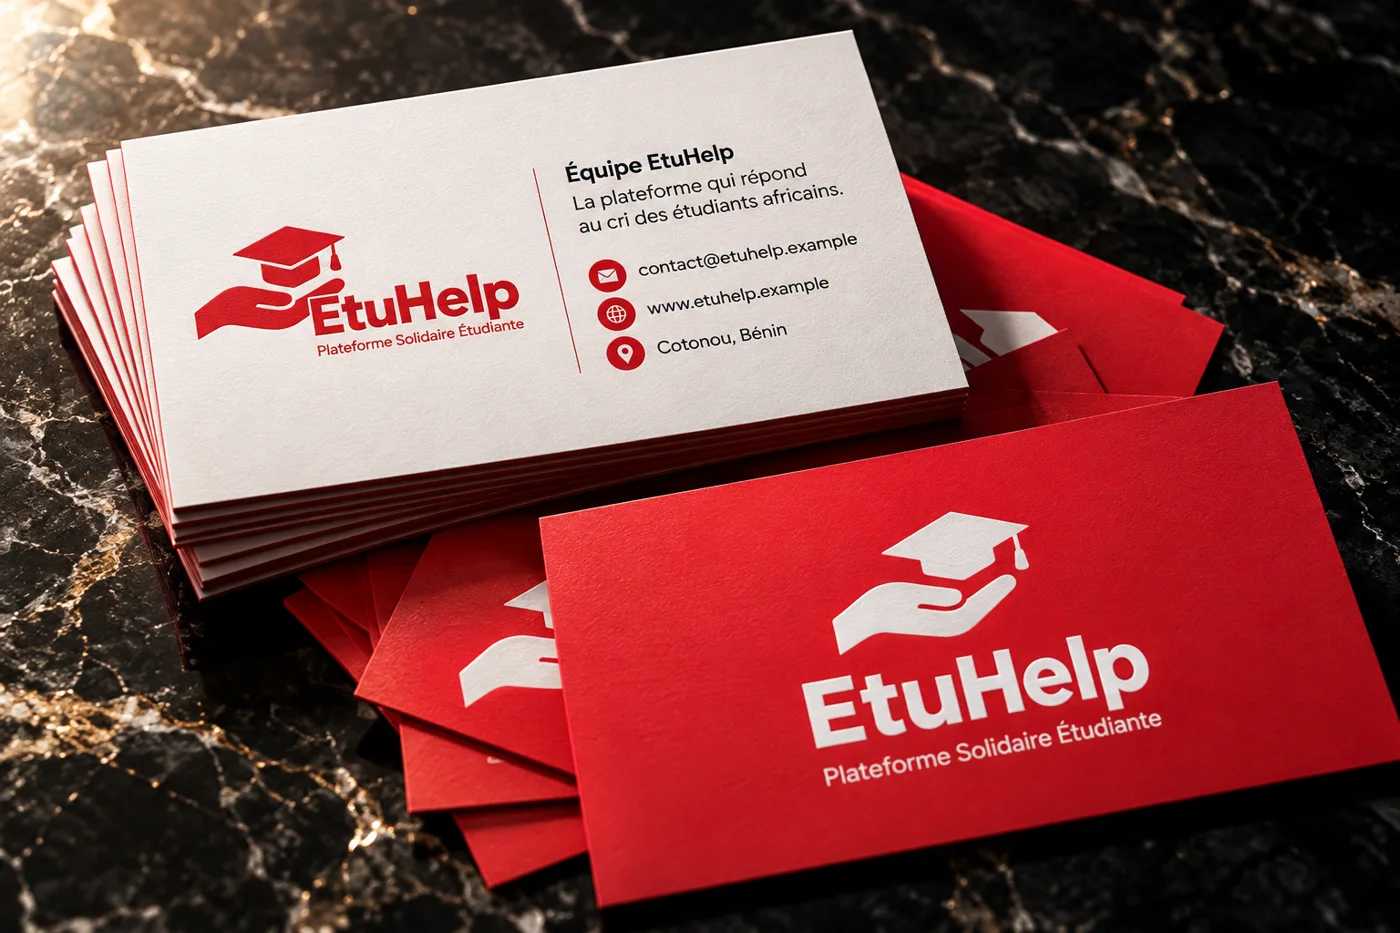 EtuHelp
Plateforme Solidaire Étudiante
Équipe EtuHelp
La plateforme qui répond
au cri des étudiants africains.
contact@etuhelp.example
www.etuhelp.example
Cotonou, Bénin
EtuHelp
Plateforme Solidaire Étudiante